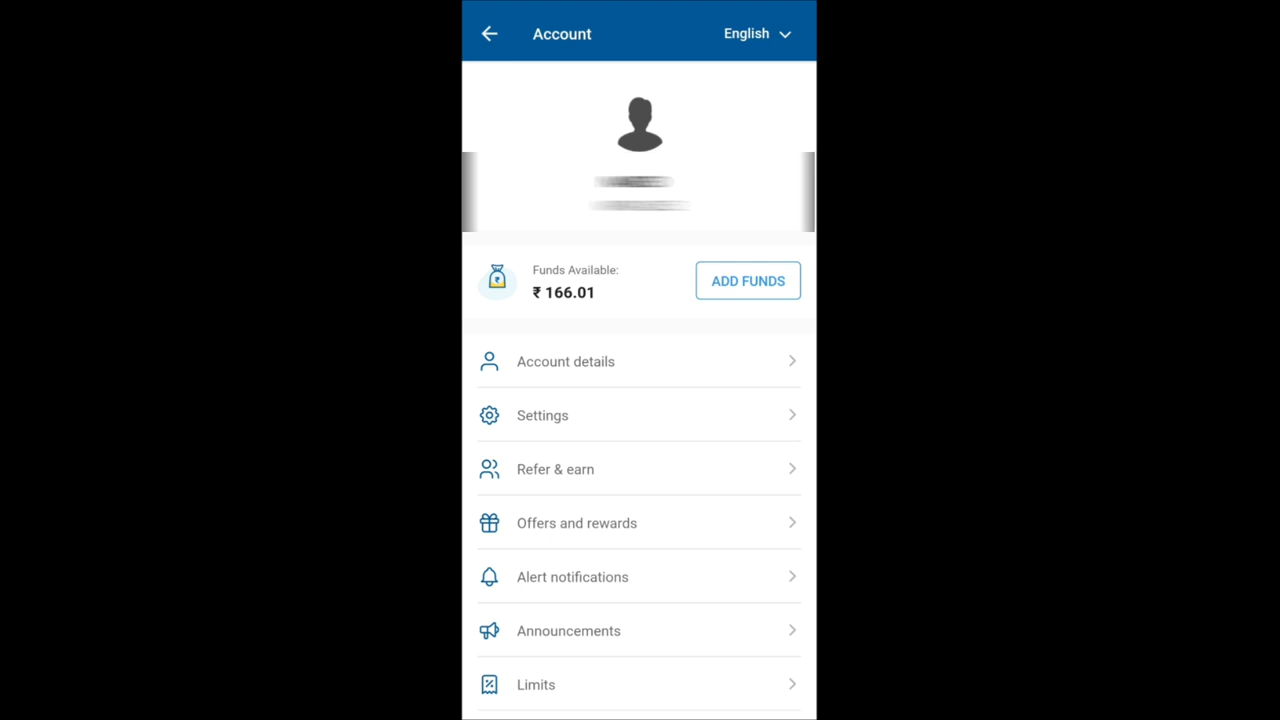 Account
English
Funds Available:
₹ 166.01
ADD FUNDS
Account details
Settings
Refer & earn
Offers and rewards
Alert notifications
Announcements
Limits